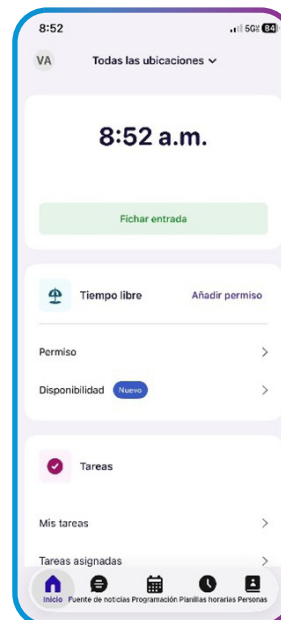 8:52 5G 84
VA Todas las ubicaciones
8:52 a.m.
Fichar entrada
Tiempo libre Añadir permiso
Permiso
Disponibilidad Nuevo
Tareas
Mis tareas
Tareas asignadas
Inicio Fuente de noticias Programación Planillas horarias Personas